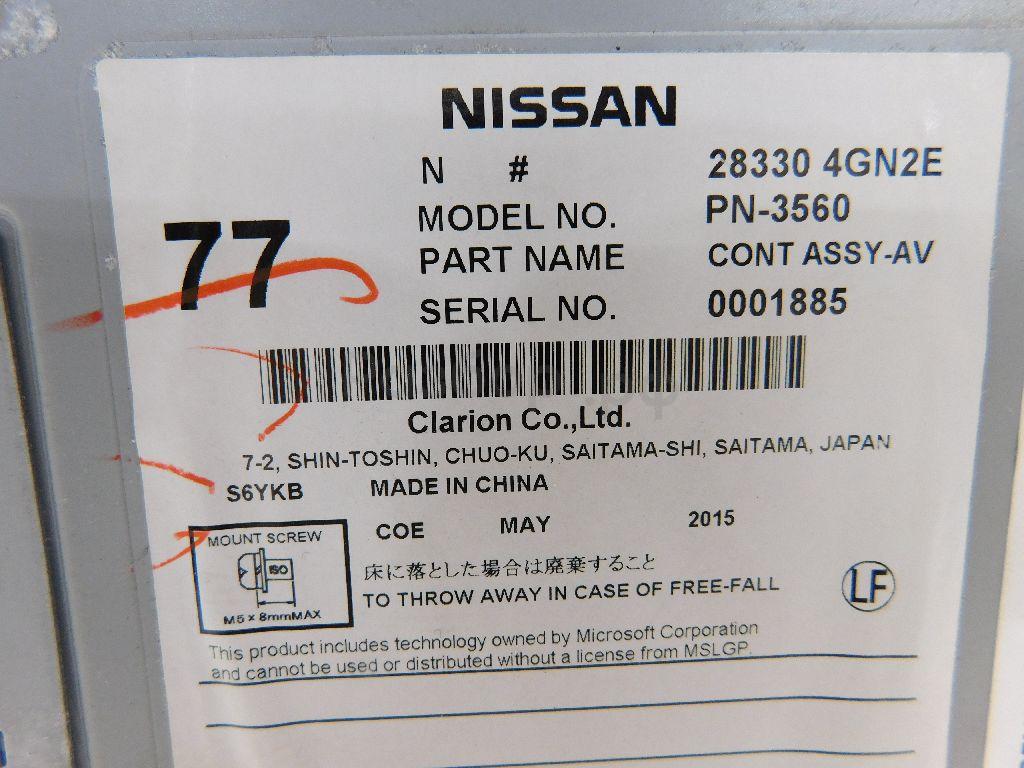 NISSAN
N # 28330 4GN2E
MODEL NO. PN-3560
PART NAME CONT ASSY-AV
SERIAL NO. 0001885
77
Clarion Co.,Ltd.
7-2, SHIN-TOSHIN, CHUO-KU, SAITAMA-SHI, SAITAMA, JAPAN
S6YKB MADE IN CHINA
COE MAY 2015
MOUNT SCREW
ISO
M5 x 8mmMAX
床に落とした場合は廃棄すること
TO THROW AWAY IN CASE OF FREE-FALL
LF
This product includes technology owned by Microsoft Corporation
and cannot be used or distributed without a license from MSLGP.